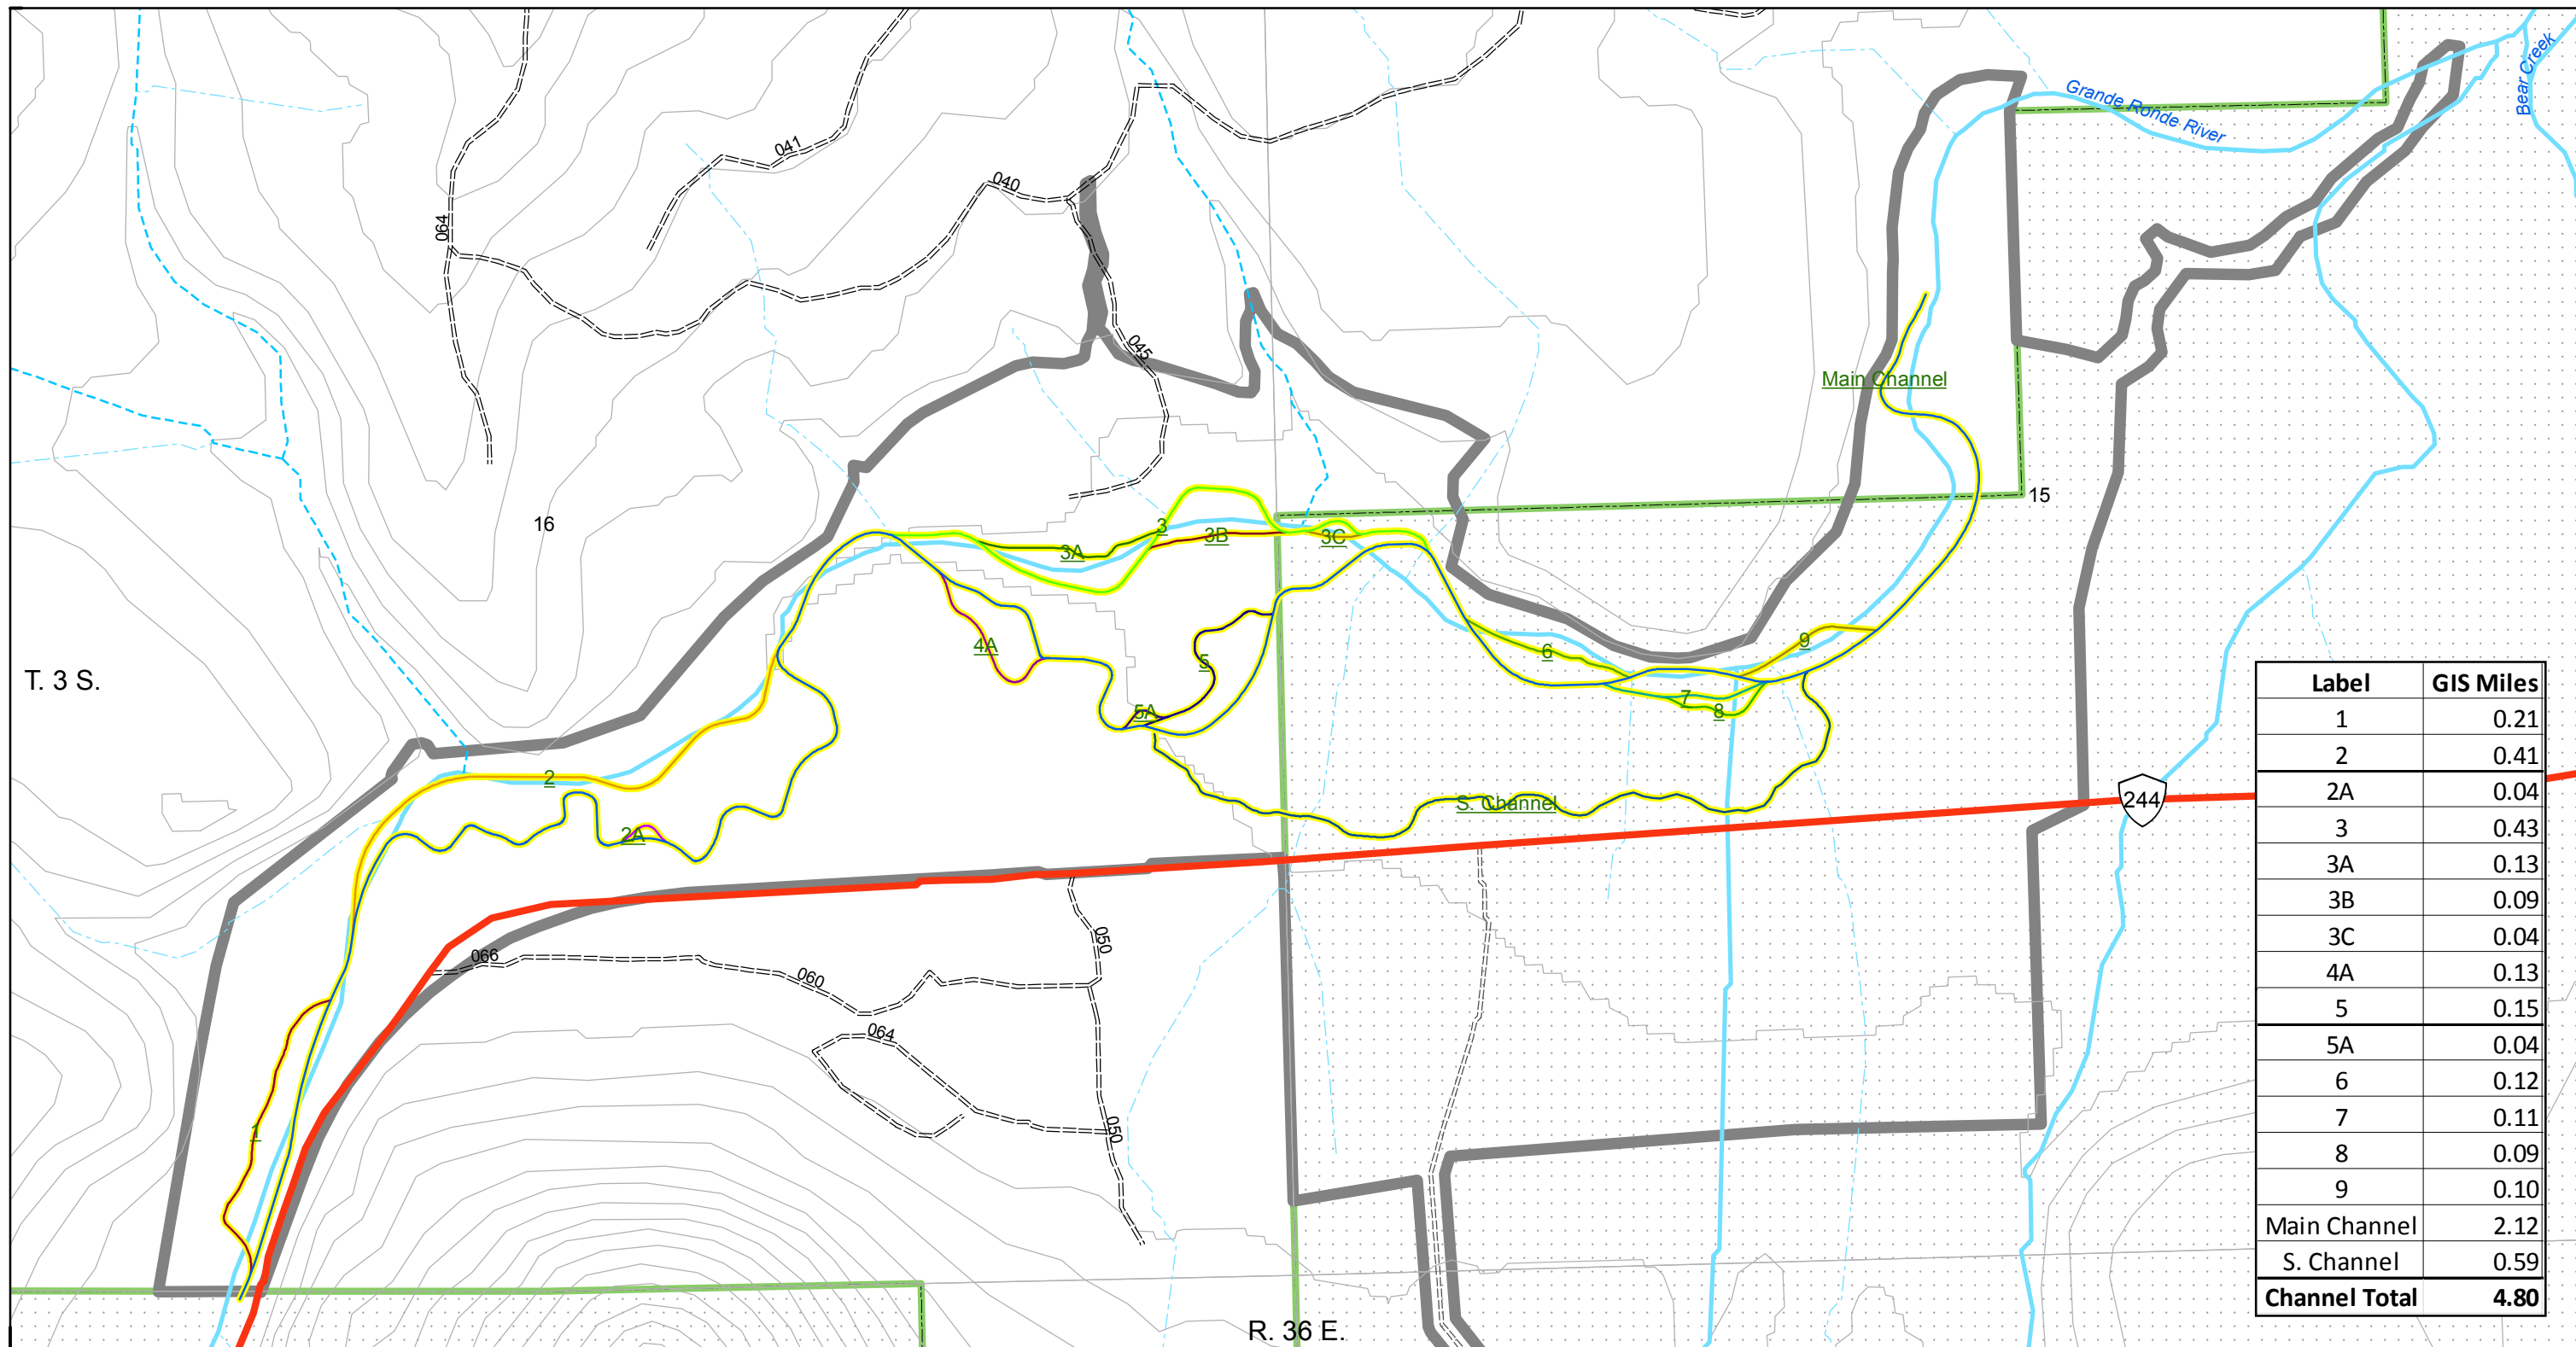 Bear Creek
Grande Ronde River
041
040
064
045
Main Channel
15
16
3
3A
3B
3C
4A
5
6
9
T. 3 S.
7
8
5A
2
S. Channel
2A
244
066
060
050
064
1
050
R. 36 E.
Label GIS Miles
1 0.21
2 0.41
2A 0.04
3 0.43
3A 0.13
3B 0.09
3C 0.04
4A 0.13
5 0.15
5A 0.04
6 0.12
7 0.11
8 0.09
9 0.10
Main Channel 2.12
S. Channel 0.59
Channel Total 4.80